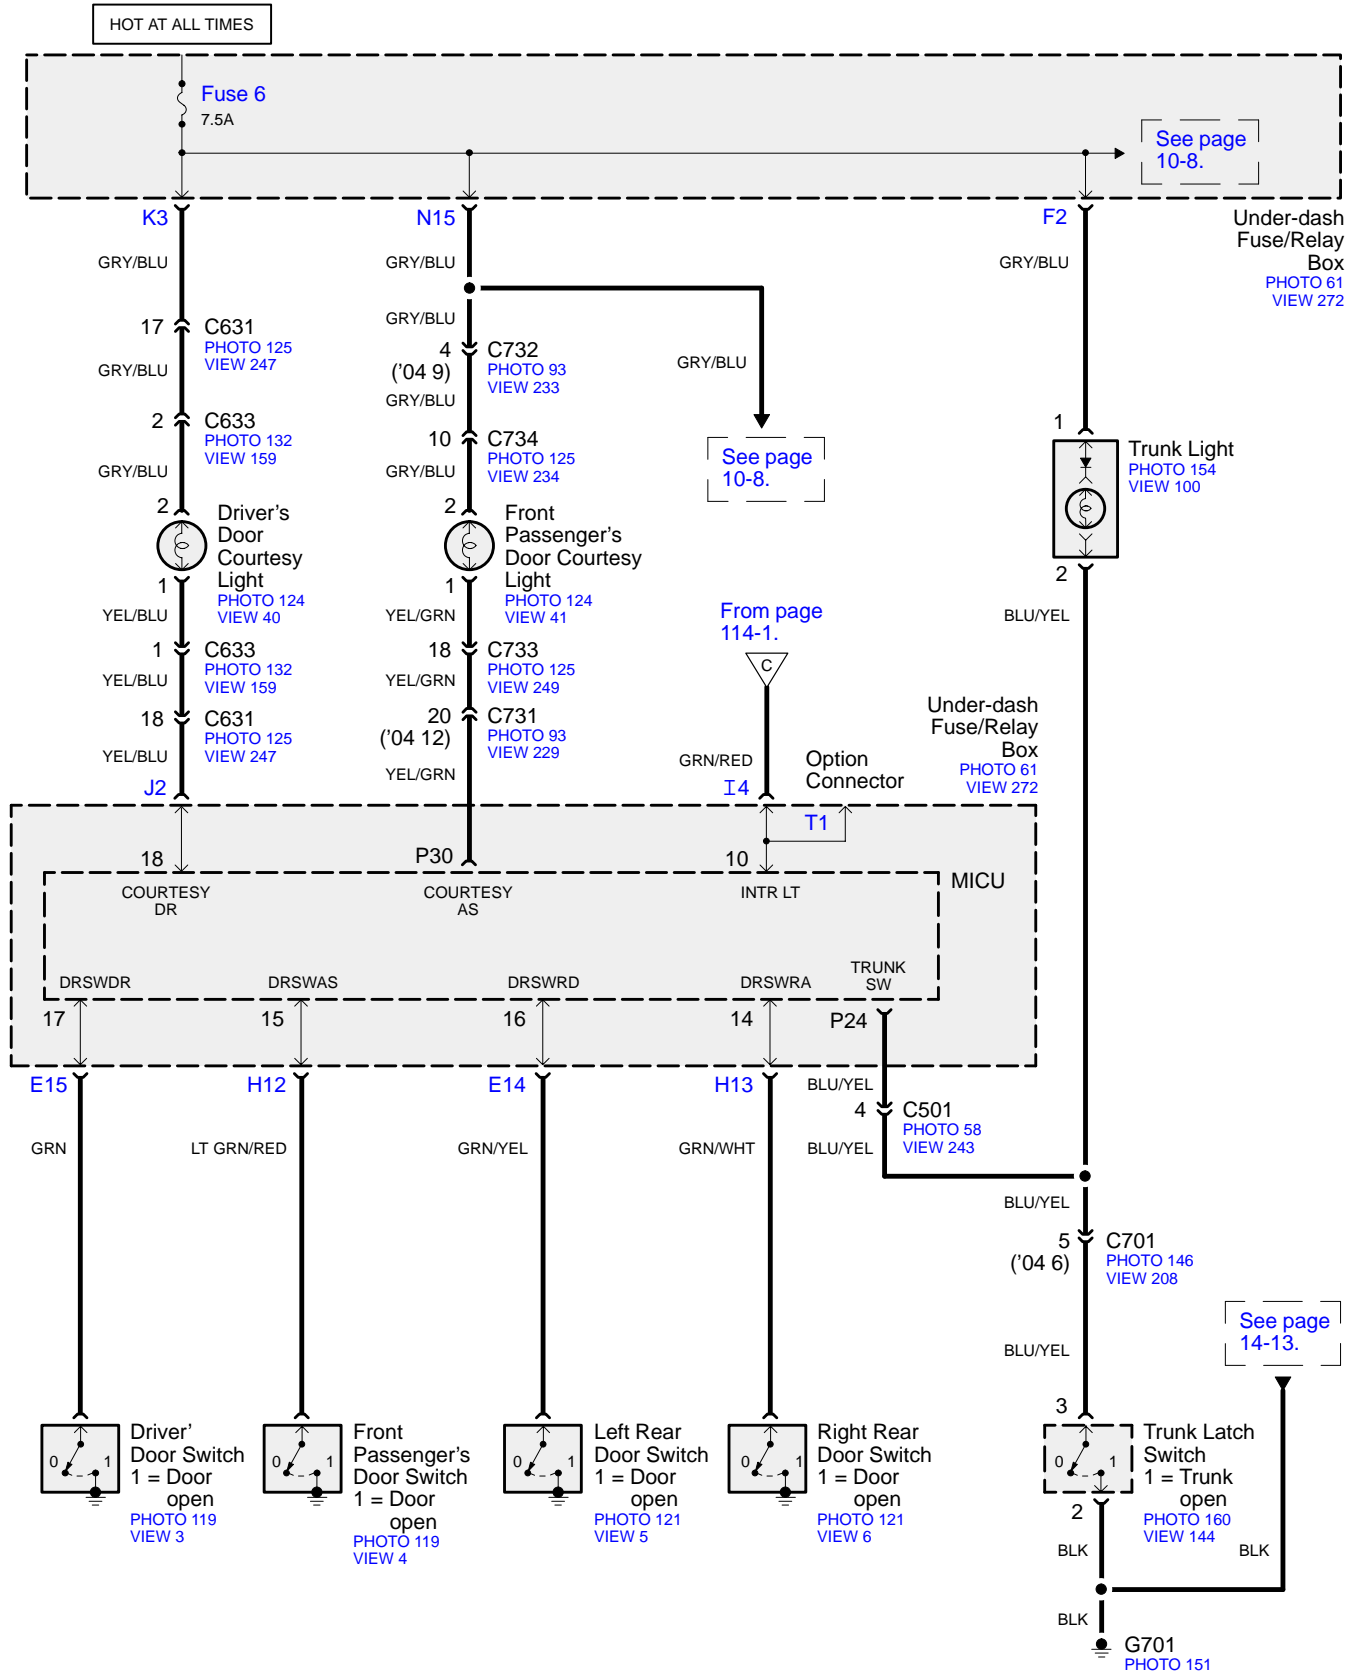 HOT AT ALL TIMES
Fuse 6
7.5A
See page
10-8.
K3
N15
F2
Under-dash
Fuse/Relay
Box
PHOTO 61
VIEW 272
GRY/BLU
GRY/BLU
GRY/BLU
17
C631
PHOTO 125
VIEW 247
GRY/BLU
4
('04 9)
C732
PHOTO 93
VIEW 233
GRY/BLU
GRY/BLU
GRY/BLU
2
C633
PHOTO 132
VIEW 159
10
C734
PHOTO 125
VIEW 234
See page
10-8.
1
Trunk Light
PHOTO 154
VIEW 100
2
GRY/BLU
GRY/BLU
2
Driver's
Door
Courtesy
Light
PHOTO 124
VIEW 40
1
2
Front
Passenger's
Door Courtesy
Light
PHOTO 124
VIEW 41
1
YEL/BLU
YEL/GRN
From page
114-1.
C
BLU/YEL
1
C633
PHOTO 132
VIEW 159
18
C733
PHOTO 125
VIEW 249
YEL/BLU
YEL/GRN
18
C631
PHOTO 125
VIEW 247
20
('04 12)
C731
PHOTO 93
VIEW 229
Under-dash
Fuse/Relay
Box
PHOTO 61
VIEW 272
YEL/BLU
YEL/GRN
GRN/RED
Option
Connector
J2
I4
T1
18
P30
10
MICU
COURTESY
DR
COURTESY
AS
INTR LT
DRSWDR
DRSWAS
DRSWRD
DRSWRA
TRUNK
SW
17
15
16
14
P24
E15
H12
E14
H13
BLU/YEL
4
C501
PHOTO 58
VIEW 243
GRN
LT GRN/RED
GRN/YEL
GRN/WHT
BLU/YEL
BLU/YEL
5
('04 6)
C701
PHOTO 146
VIEW 208
See page
14-13.
BLU/YEL
3
0
1
Driver'
Door Switch
1 = Door
open
PHOTO 119
VIEW 3
0
1
Front
Passenger's
Door Switch
1 = Door
open
PHOTO 119
VIEW 4
0
1
Left Rear
Door Switch
1 = Door
open
PHOTO 121
VIEW 5
0
1
Right Rear
Door Switch
1 = Door
open
PHOTO 121
VIEW 6
0
1
Trunk Latch
Switch
1 = Trunk
open
PHOTO 160
VIEW 144
2
BLK
BLK
BLK
G701
PHOTO 151